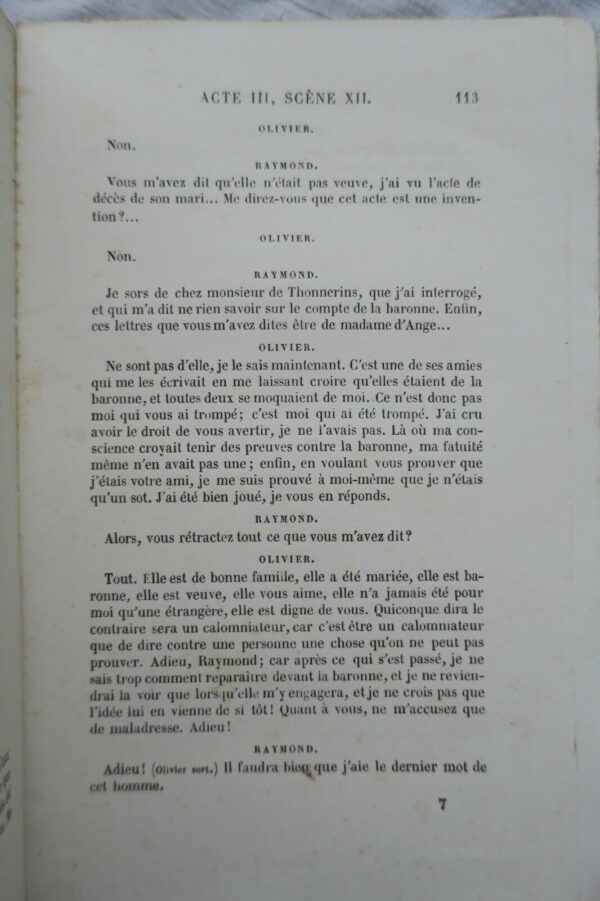 ACTE III, SCÈNE XII. 113
OLIVIER.
Non.
RAYMOND.
Vous m'avez dit qu'elle n'était pas veuve, j'ai vu l'acte de
décès de son mari... Me direz-vous que cet acte est une inven-
tion?...
OLIVIER.
Non.
RAYMOND.
Je sors de chez monsieur de Thonnerins, que j'ai interrogé,
et qui m'a dit ne rien savoir sur le compte de la baronne. Enfin,
ces lettres que vous m'avez dites être de madame d'Ange...
OLIVIER.
Ne sont pas d'elle, je le sais maintenant. C'est une de ses amies
qui me les écrivait en me laissant croire qu'elles étaient de la
baronne, et toutes deux se moquaient de moi. Ce n'est donc pas
moi qui vous ai trompé; c'est moi qui ai été trompé. J'ai cru
avoir le droit de vous avertir, je ne l'avais pas. Là où ma con-
science croyait tenir des preuves contre la baronne, ma fatuité
même n'en avait pas une; enfin, en voulant vous prouver que
j'étais votre ami, je me suis prouvé à moi-même que je n'étais
qu'un sot. J'ai été bien joué, je vous en réponds.
RAYMOND.
Alors, vous rétractez tout ce que vous m'avez dit?
OLIVIER.
Tout. Elle est de bonne famille, elle a été mariée, elle est ba-
ronne, elle est veuve, elle vous aime, elle n'a jamais été pour
moi qu'une étrangère, elle est digne de vous. Quiconque dira le
contraire sera un calomniateur, car c'est être un calomniateur
que de dire contre une personne une chose qu'on ne peut pas
prouver. Adieu, Raymond; car après ce qui s'est passé, je ne
sais trop comment reparaître devant la baronne, et je ne revien-
drai la voir que lorsqu'elle m'y engagera, et je ne crois pas que
l'idée lui en vienne de si tôt! Quant à vous, ne m'accusez que
de maladresse. Adieu!
RAYMOND.
Adieu! (Olivier sort.) Il faudra bien que j'aie le dernier mot de
cet homme.
7